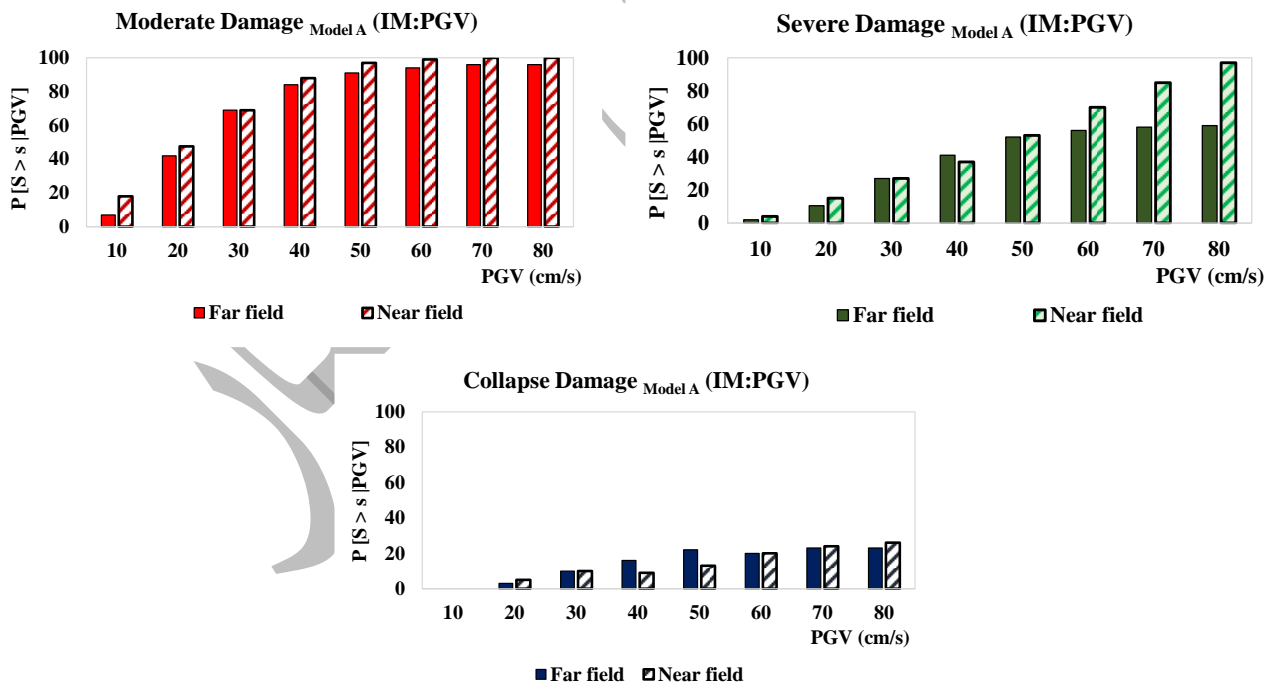 Moderate Damage Model A (IM:PGV)
P [S > s |PGV]
100
80
60
40
20
0
10 20 30 40 50 60 70 80
PGV (cm/s)
Far field Near field
Severe Damage Model A (IM:PGV)
P [S > s |PGV]
100
80
60
40
20
0
10 20 30 40 50 60 70 80
PGV (cm/s)
Far field Near field
Collapse Damage Model A (IM:PGV)
P [S > s |PGV]
100
80
60
40
20
0
10 20 30 40 50 60 70 80
PGV (cm/s)
Far field Near field